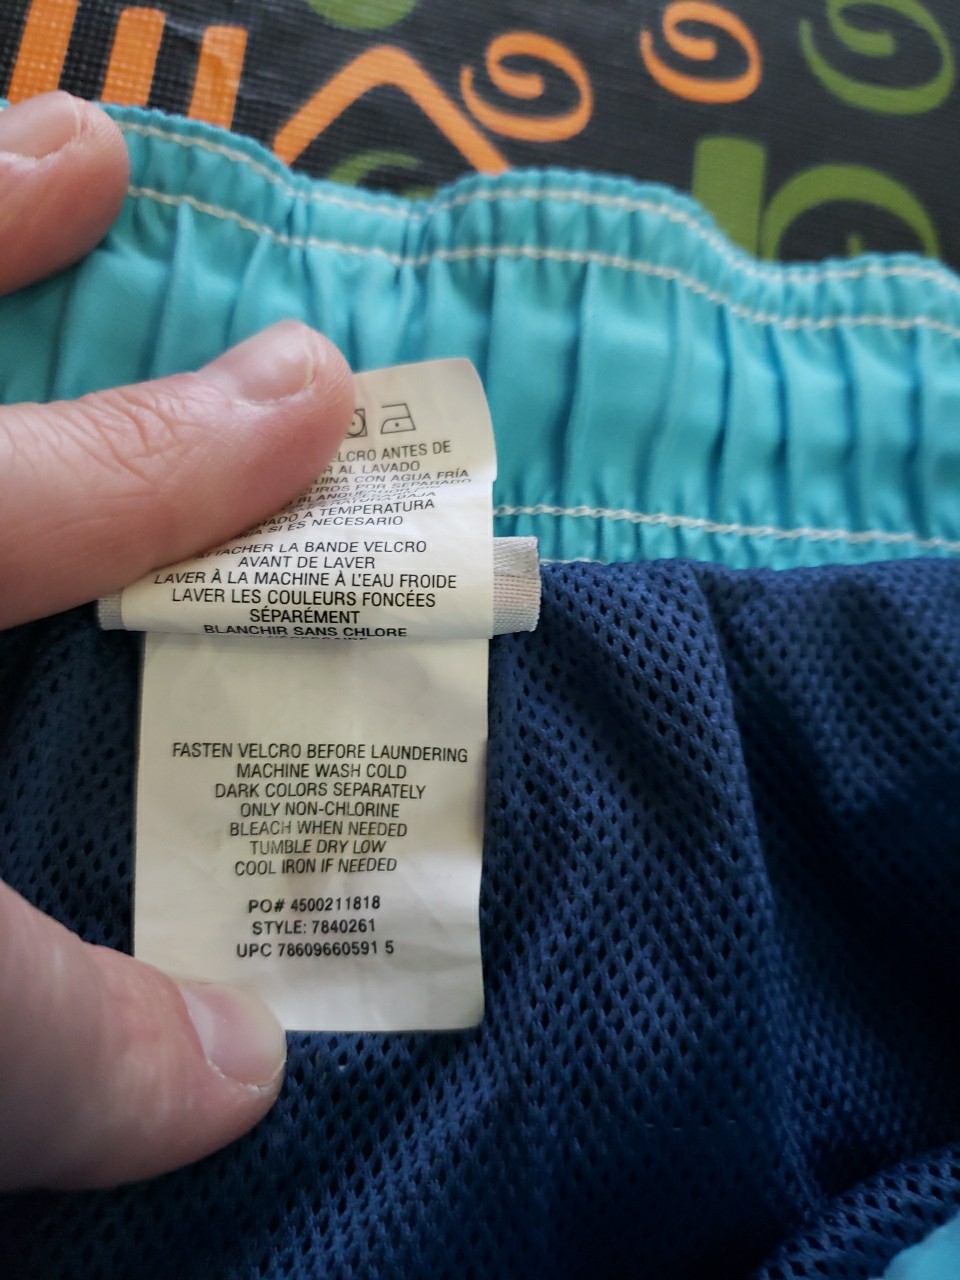 ANTES DE
AL LAVADO
CON AGUA FRÍA
POR SEPARADO
A TEMPERATURA
SI ES NECESARIO
LA BANDE VELCRO
AVANT DE LAVER
LAVER À LA MACHINE À L'EAU FROIDE
LAVER LES COULEURS FONCÉES
SÉPARÉMENT
BLANCHIR SANS CHLORE
FASTEN VELCRO BEFORE LAUNDERING
MACHINE WASH COLD
DARK COLORS SEPARATELY
ONLY NON-CHLORINE
BLEACH WHEN NEEDED
TUMBLE DRY LOW
COOL IRON IF NEEDED
PO# 4500211818
STYLE: 7840261
UPC 78609660591 5